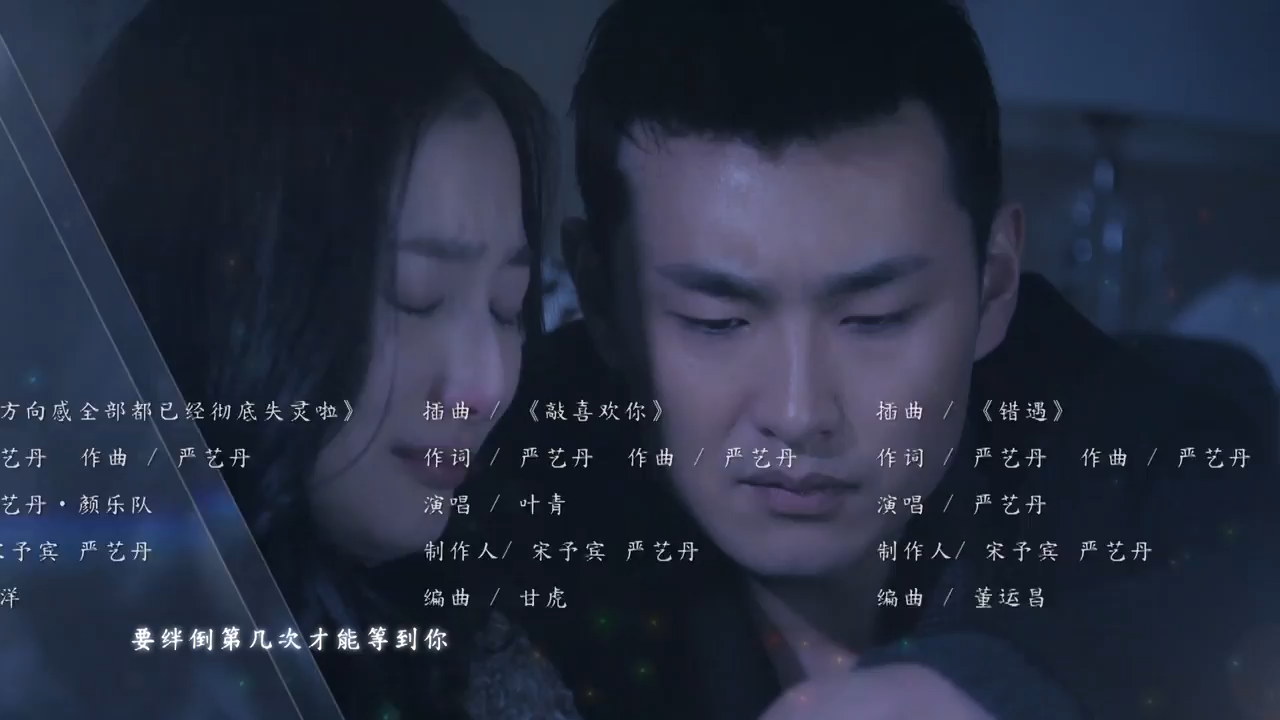 方向感全部都已经彻底失灵啦》
艺丹 作曲 / 严艺丹
艺丹·颜乐队
予宾 严艺丹
洋
插曲 / 《敲喜欢你》
作词 / 严艺丹 作曲 / 严艺丹
演唱 / 叶青
制作人/ 宋予宾 严艺丹
编曲 / 甘虎
插曲 / 《错遇》
作词 / 严艺丹 作曲 / 严艺丹
演唱 / 严艺丹
制作人/ 宋予宾 严艺丹
编曲 / 董运昌
要绊倒第几次才能等到你